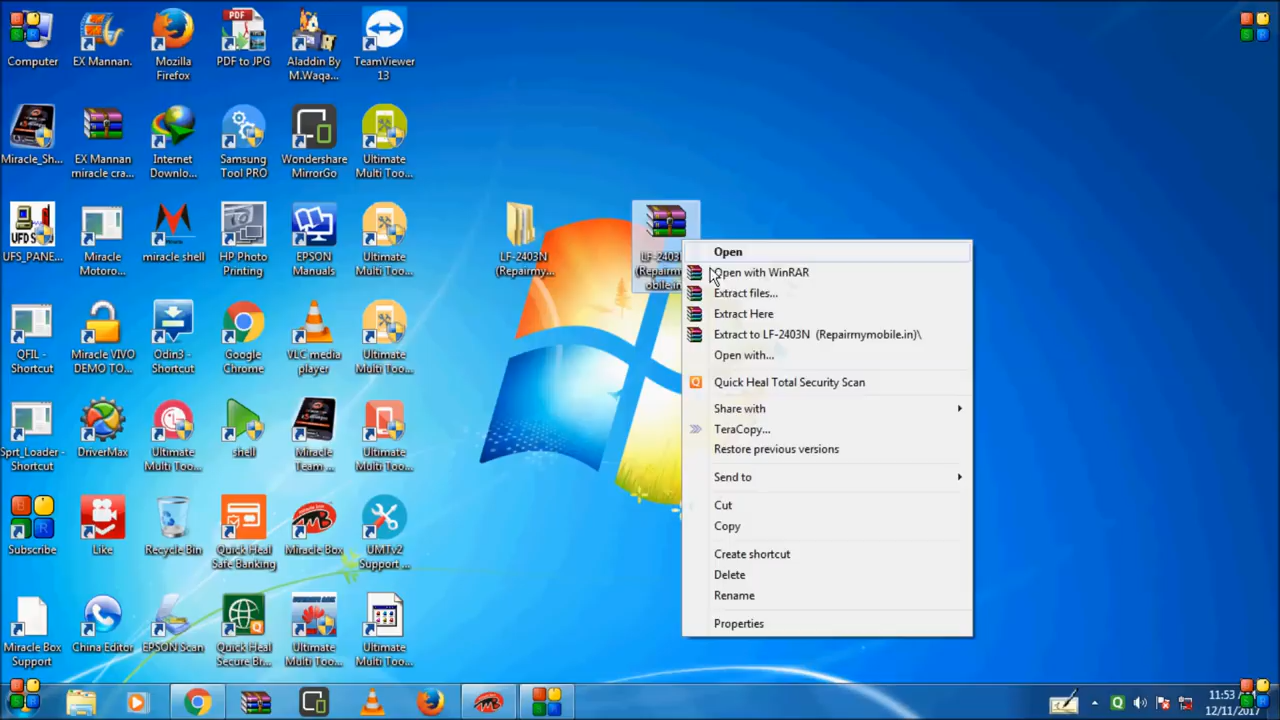 Computer
EX Mannan.
Mozilla
Firefox
PDF
PDF to JPG
Aladdin By
M.Waqa...
TeamViewer
13
Miracle_Sh...
EX Mannan
miracle cra...
Internet
Downlo...
Samsung
Tool PRO
Wondershare
MirrorGo
Ultimate
Multi Too...
UFS_PANE...
Miracle
Motoro...
miracle shell
HP Photo
Printing
EPSON
Manuals
Ultimate
Multi Too...
LF-2403N
(Repairmy...
LF-2403
(Repairm
obile.in
QFIL -
Shortcut
Miracle VIVO
DEMO TO...
Odin3 -
Shortcut
Google
Chrome
VLC media
player
Ultimate
Multi Too...
Sprt_Loader -
Shortcut
DriverMax
Ultimate
Multi Too...
shell
Miracle
Team ...
Ultimate
Multi Too...
Subscribe
Like
Recycle Bin
Quick Heal
Safe Banking
Miracle Box
UMTv2
Support ...
Miracle Box
Support
China Editor
EPSON Scan
Quick Heal
Secure Br...
Ultimate
Multi Too...
Ultimate
Multi Too...
Open
Open with WinRAR
Extract files...
Extract Here
Extract to LF-2403N (Repairmymobile.in)\
Open with...
Quick Heal Total Security Scan
Share with
TeraCopy...
Restore previous versions
Send to
Cut
Copy
Create shortcut
Delete
Rename
Properties
11:53
12/11/2017